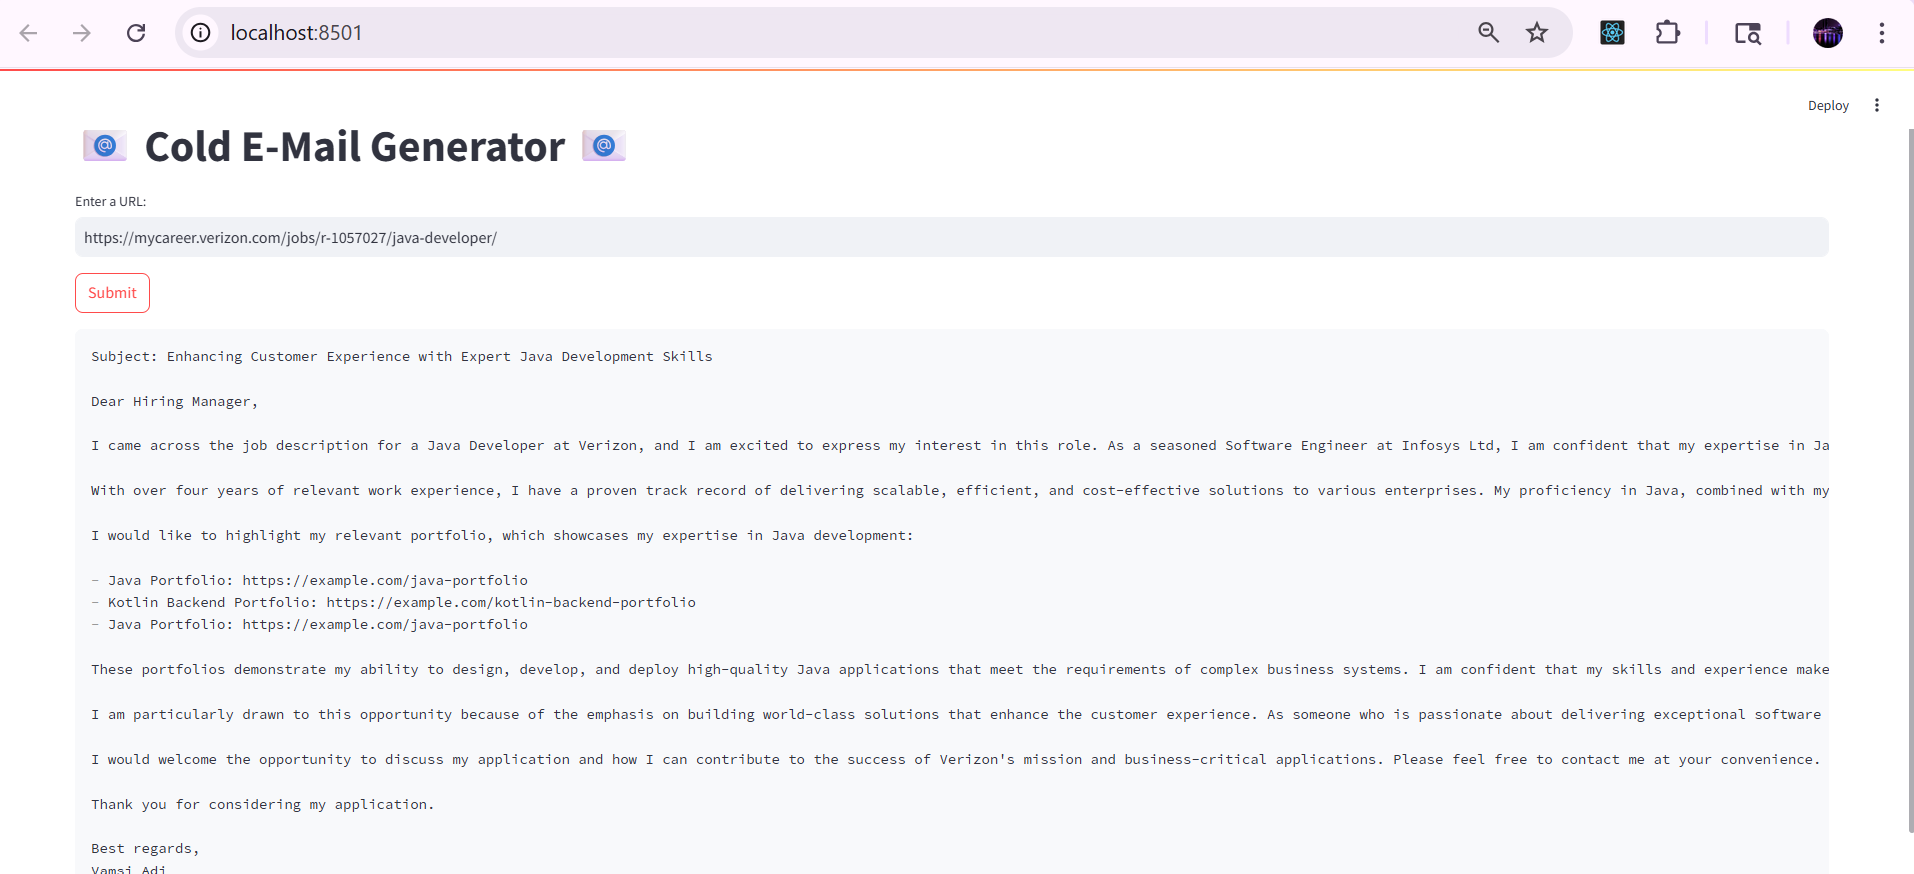 localhost:8501
Deploy
Cold E-Mail Generator
Enter a URL:
https://mycareer.verizon.com/jobs/r-1057027/java-developer/
Submit
Subject: Enhancing Customer Experience with Expert Java Development Skills
Dear Hiring Manager,
I came across the job description for a Java Developer at Verizon, and I am excited to express my interest in this role. As a seasoned Software Engineer at Infosys Ltd, I am confident that my expertise in Ja
With over four years of relevant work experience, I have a proven track record of delivering scalable, efficient, and cost-effective solutions to various enterprises. My proficiency in Java, combined with my
I would like to highlight my relevant portfolio, which showcases my expertise in Java development:
- Java Portfolio: https://example.com/java-portfolio
- Kotlin Backend Portfolio: https://example.com/kotlin-backend-portfolio
- Java Portfolio: https://example.com/java-portfolio
These portfolios demonstrate my ability to design, develop, and deploy high-quality Java applications that meet the requirements of complex business systems. I am confident that my skills and experience make
I am particularly drawn to this opportunity because of the emphasis on building world-class solutions that enhance the customer experience. As someone who is passionate about delivering exceptional software
I would welcome the opportunity to discuss my application and how I can contribute to the success of Verizon's mission and business-critical applications. Please feel free to contact me at your convenience.
Thank you for considering my application.
Best regards,
Vamsi Adi